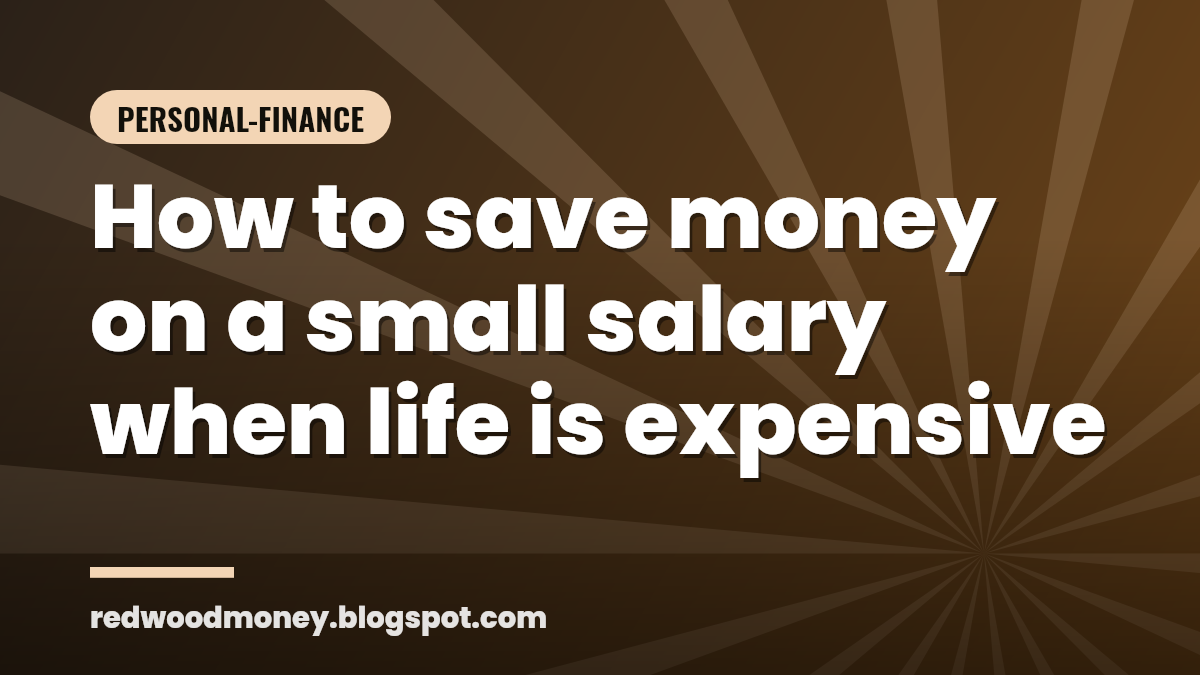 PERSONAL-FINANCE
How to save money
on a small salary
when life is expensive
redwoodmoney.blogspot.com